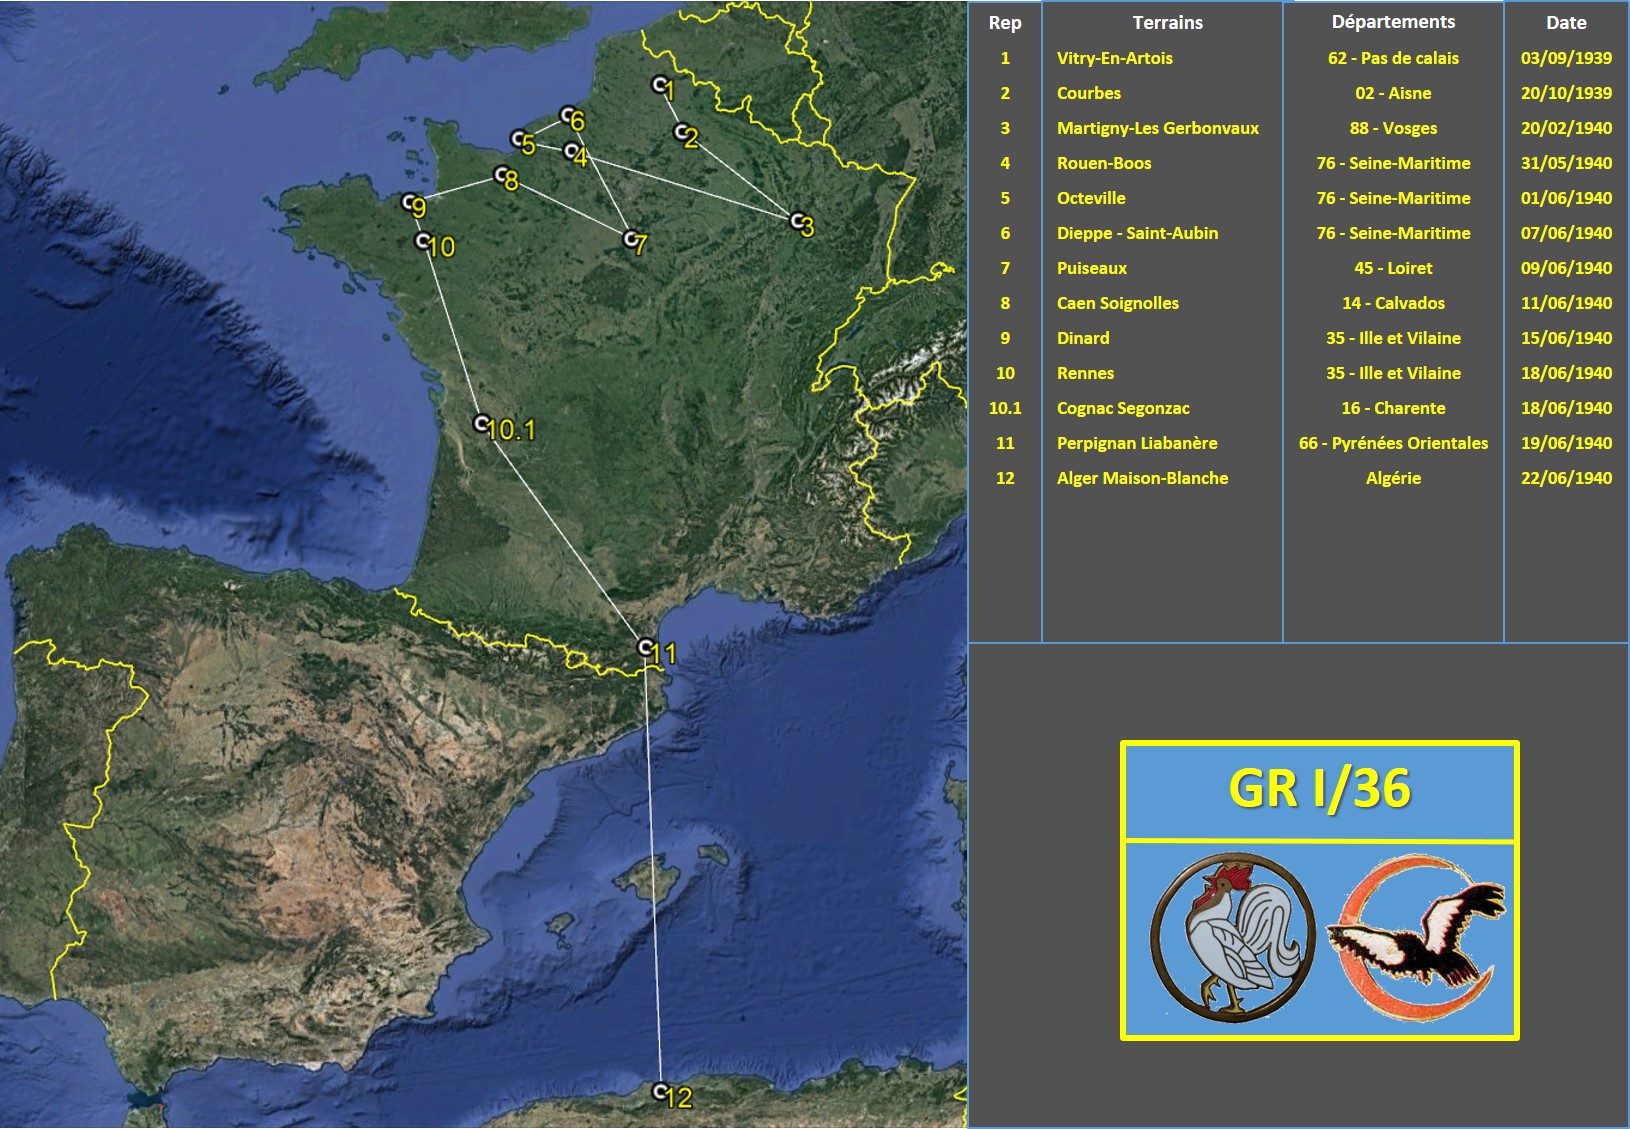 1
2
3
4
5
6
7
8
9
10
10.1
11
12
Rep Terrains Départements Date
1 Vitry-En-Artois 62 - Pas de calais 03/09/1939
2 Courbes 02 - Aisne 20/10/1939
3 Martigny-Les Gerbonvaux 88 - Vosges 20/02/1940
4 Rouen-Boos 76 - Seine-Maritime 31/05/1940
5 Octeville 76 - Seine-Maritime 01/06/1940
6 Dieppe - Saint-Aubin 76 - Seine-Maritime 07/06/1940
7 Puiseaux 45 - Loiret 09/06/1940
8 Caen Soignolles 14 - Calvados 11/06/1940
9 Dinard 35 - Ille et Vilaine 15/06/1940
10 Rennes 35 - Ille et Vilaine 18/06/1940
10.1 Cognac Segonzac 16 - Charente 18/06/1940
11 Perpignan Liabanère 66 - Pyrénées Orientales 19/06/1940
12 Alger Maison-Blanche Algérie 22/06/1940
GR I/36